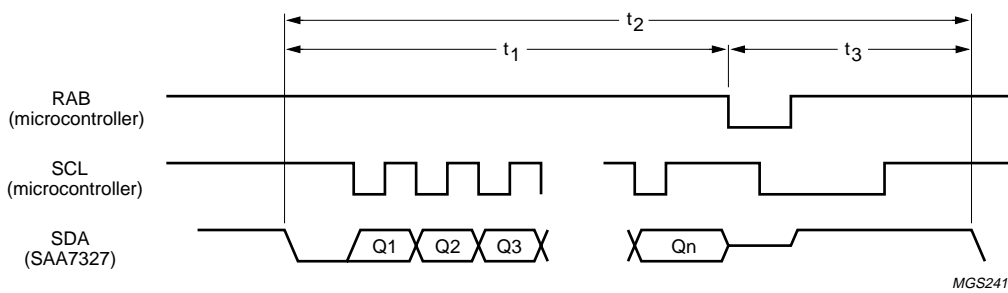 t2
t1
t3
RAB
(microcontroller)
SCL
(microcontroller)
SDA
(SAA7327)
Q1 Q2 Q3 Qn
MGS241